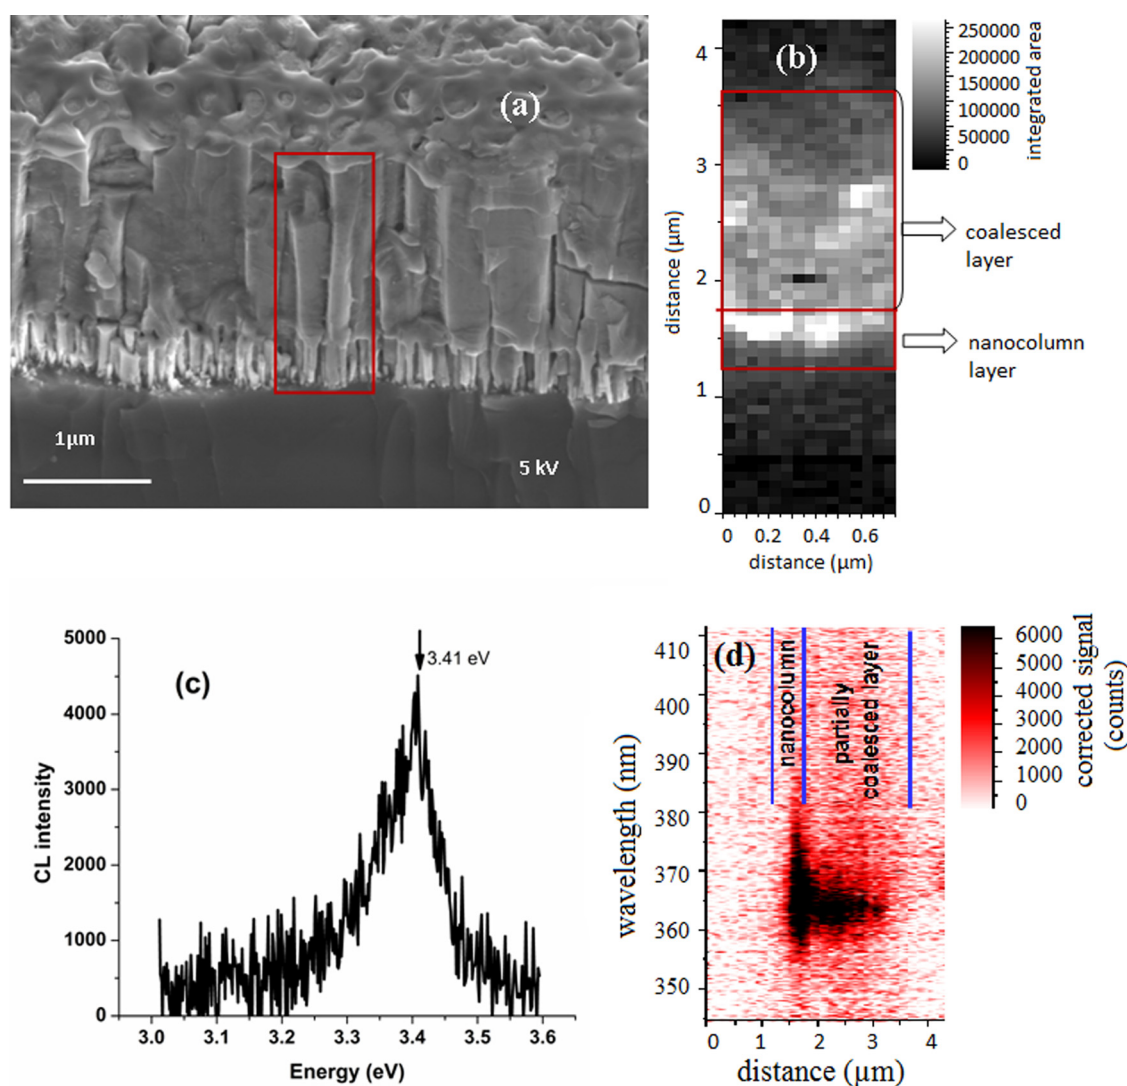 (a)
1μm
5 kV
(b)
4
3
2
1
0
distance (μm)
0 0.2 0.4 0.6
distance (μm)
250000
200000
150000
100000
50000
0
integrated area
coalesced
layer
nanocolumn
layer
(c)
3.41 eV
5000
4000
3000
2000
1000
0
CL intensity
3.0 3.1 3.2 3.3 3.4 3.5 3.6
Energy (eV)
(d)
nanocolumn
partially
coalesced layer
410
400
390
380
370
360
350
wavelength (nm)
0 1 2 3 4
distance (μm)
6000
5000
4000
3000
2000
1000
0
corrected signal
(counts)